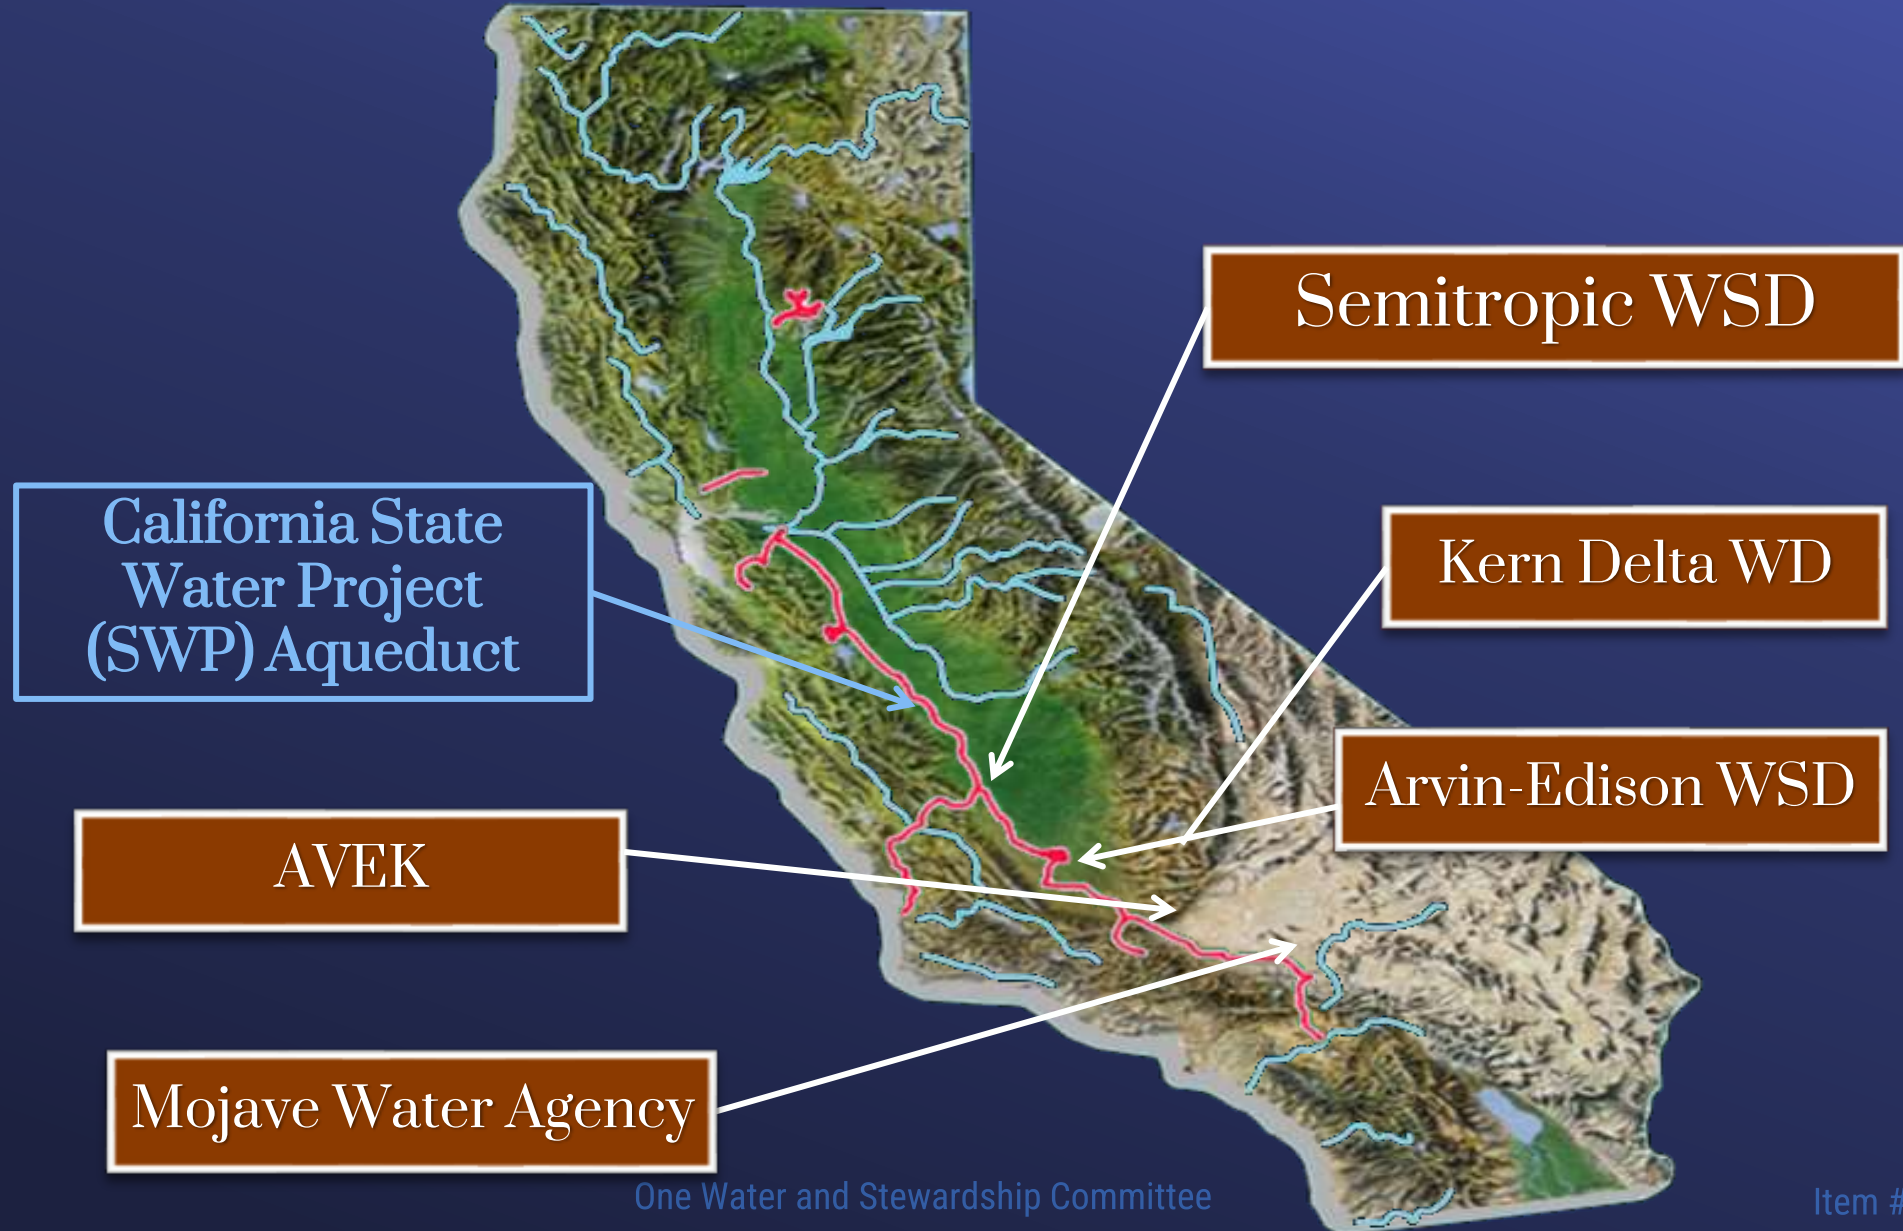 Semitropic WSD
California State
Water Project
(SWP) Aqueduct
Kern Delta WD
Arvin-Edison WSD
AVEK
Mojave Water Agency
One Water and Stewardship Committee
Item #